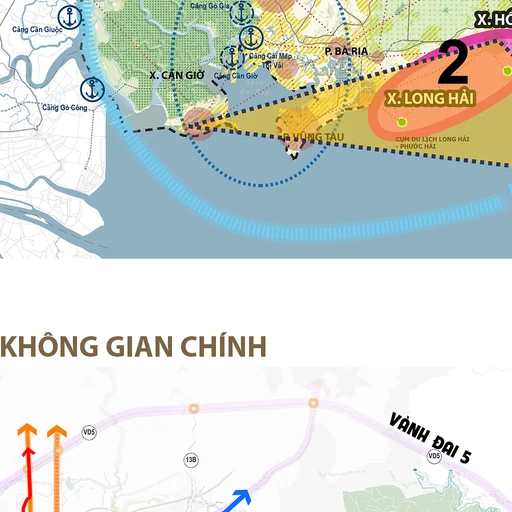 Cảng Gò Gia
Cảng Cần Giuộc
X. HỒ
P. BÀ RỊA
2
Cảng Cái Mép
Thị Vải
X. CẦN GIỜ
Cảng Cần Giờ
X. LONG HẢI
Cảng Gò Công
P. VŨNG TÀU
CỤM DU LỊCH LONG HẢI
- PHƯỚC HẢI
KHÔNG GIAN CHÍNH
VÀNH ĐAI 5
VD5
VD5
13B